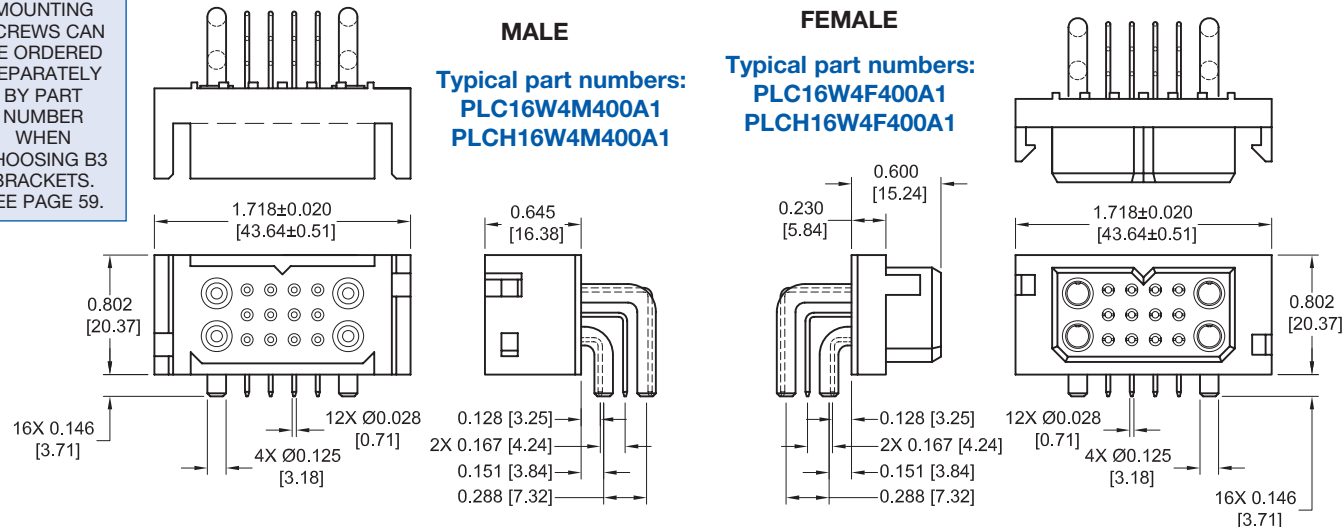 MOUNTING
BY PART
NUMBER
WHEN
BRACKETS.
MALE
Typical part numbers:
PLC16W4M400A1
PLCH16W4M400A1
FEMALE
Typical part numbers:
PLC16W4F400A1
PLCH16W4F400A1
CREWS CAN
E ORDERED
EPARATELY
HOOSING B3
EE PAGE 59.
1.718±0.020
[43.64±0.51]
0.802
[20.37]
16X 0.146
[3.71]
12X Ø0.028
[0.71]
4X Ø0.125
[3.18]
0.645
[16.38]
0.128 [3.25]
2X 0.167 [4.24]
0.151 [3.84]
0.288 [7.32]
0.600
[15.24]
0.230
[5.84]
0.128 [3.25]
2X 0.167 [4.24]
0.151 [3.84]
0.288 [7.32]
1.718±0.020
[43.64±0.51]
0.802
[20.37]
12X Ø0.028
[0.71]
4X Ø0.125
[3.18]
16X 0.146
[3.71]